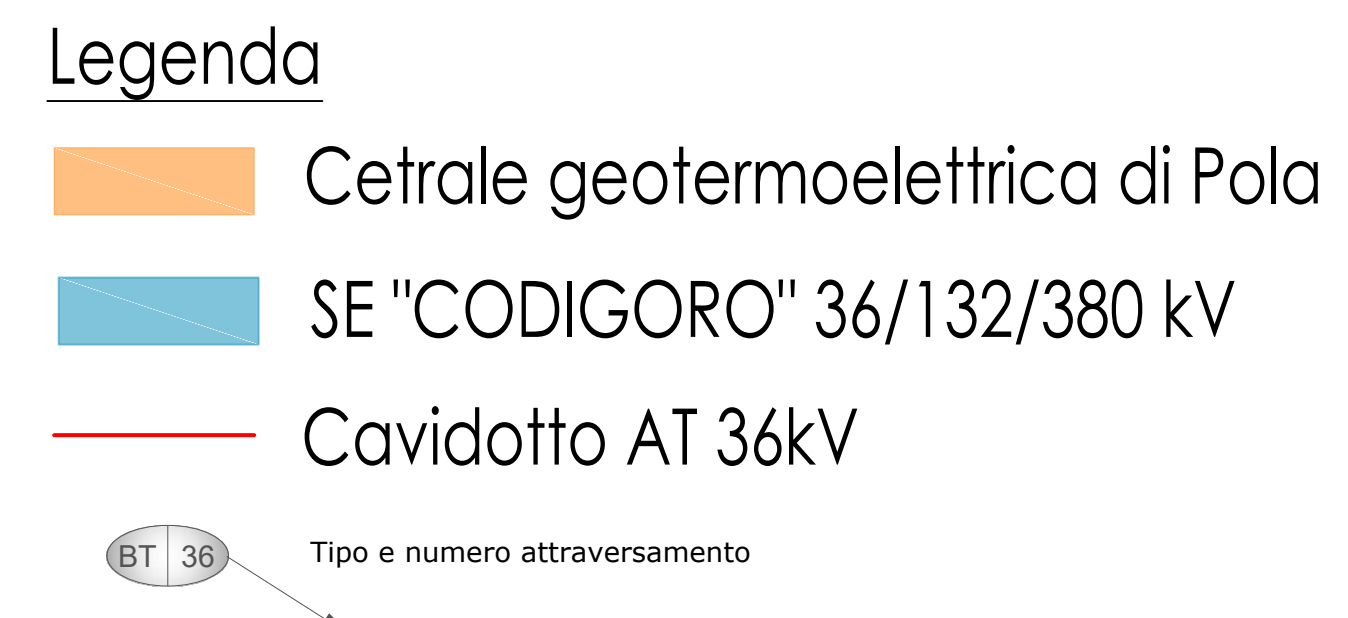 Legenda
Cetrale geotermoelettrica di Pola
SE "CODIGORO" 36/132/380 kV
Cavidotto AT 36kV
BT 36 Tipo e numero attraversamento